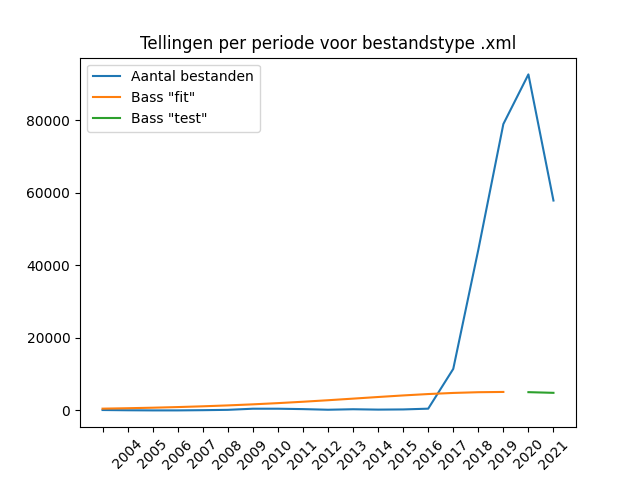 Tellingen per periode voor bestandstype .xml
Aantal bestanden
Bass "fit"
Bass "test"
80000
60000
40000
20000
0
2004 2005 2006 2007 2008 2009 2010 2011 2012 2013 2014 2015 2016 2017 2018 2019 2020 2021